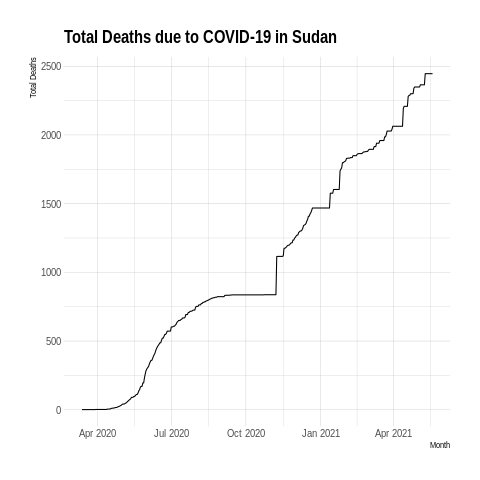 Total Deaths due to COVID-19 in Sudan
Total Deaths
2500
2000
1500
1000
500
0
Apr 2020 Jul 2020 Oct 2020 Jan 2021 Apr 2021
Month